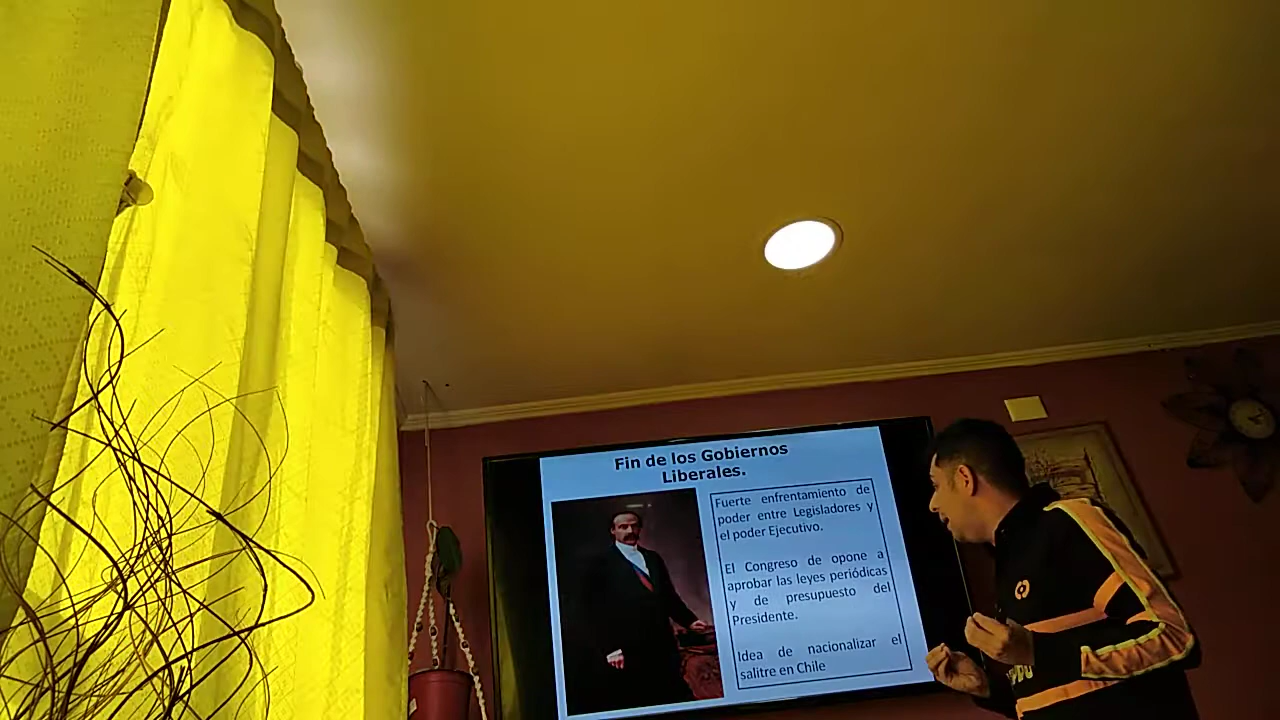 Fin de los Gobiernos
Liberales.
Fuerte enfrentamiento de
poder entre Legisladores y
el poder Ejecutivo.
El Congreso de opone a
aprobar las leyes periódicas
y de presupuesto del
Presidente.
Idea de nacionalizar el
salitre en Chile